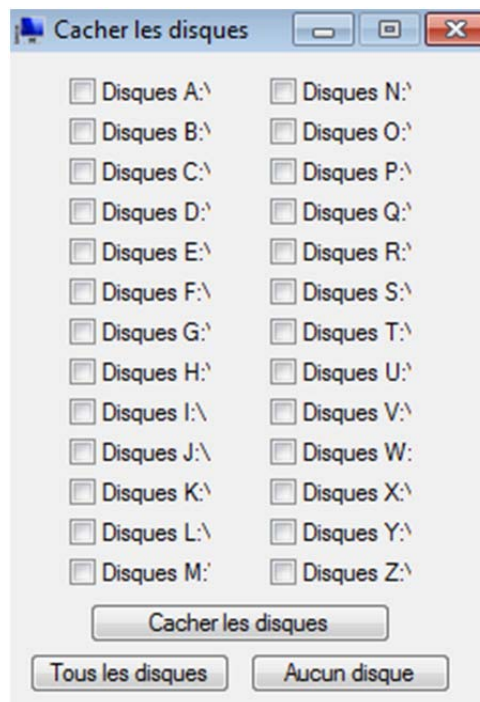 Cacher les disques
Disques A:\
Disques B:\
Disques C:\
Disques D:\
Disques E:\
Disques F:\
Disques G:\
Disques H:\
Disques I:\
Disques J:\
Disques K:\
Disques L:\
Disques M:
Disques N:\
Disques O:\
Disques P:\
Disques Q:\
Disques R:\
Disques S:\
Disques T:\
Disques U:\
Disques V:\
Disques W:
Disques X:\
Disques Y:\
Disques Z:\
Cacher les disques
Tous les disques
Aucun disque